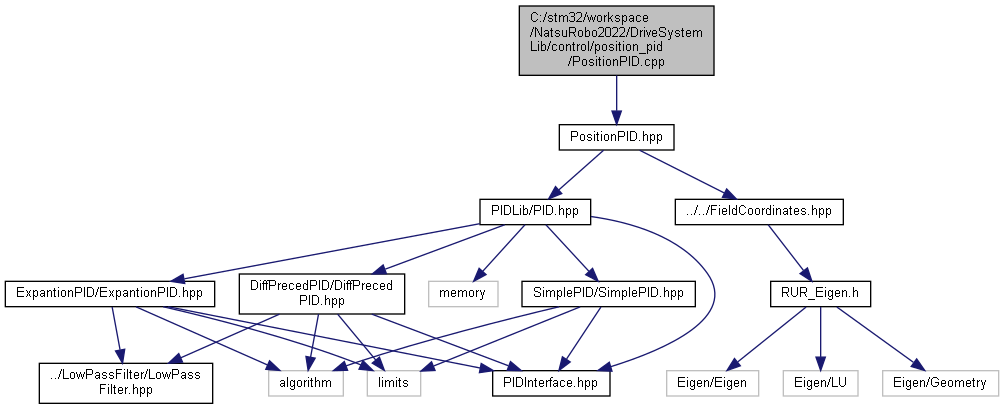 C:/stm32/workspace
/NatsuRobo2022/DriveSystem
Lib/control/position_pid
/PositionPID.cpp
PositionPID.hpp
PIDLib/PID.hpp
../../FieldCoordinates.hpp
ExpantionPID/ExpantionPID.hpp
DiffPrecedPID/DiffPreced
PID.hpp
memory
SimplePID/SimplePID.hpp
RUR_Eigen.h
../LowPassFilter/LowPass
Filter.hpp
algorithm
limits
PIDInterface.hpp
Eigen/Eigen
Eigen/LU
Eigen/Geometry